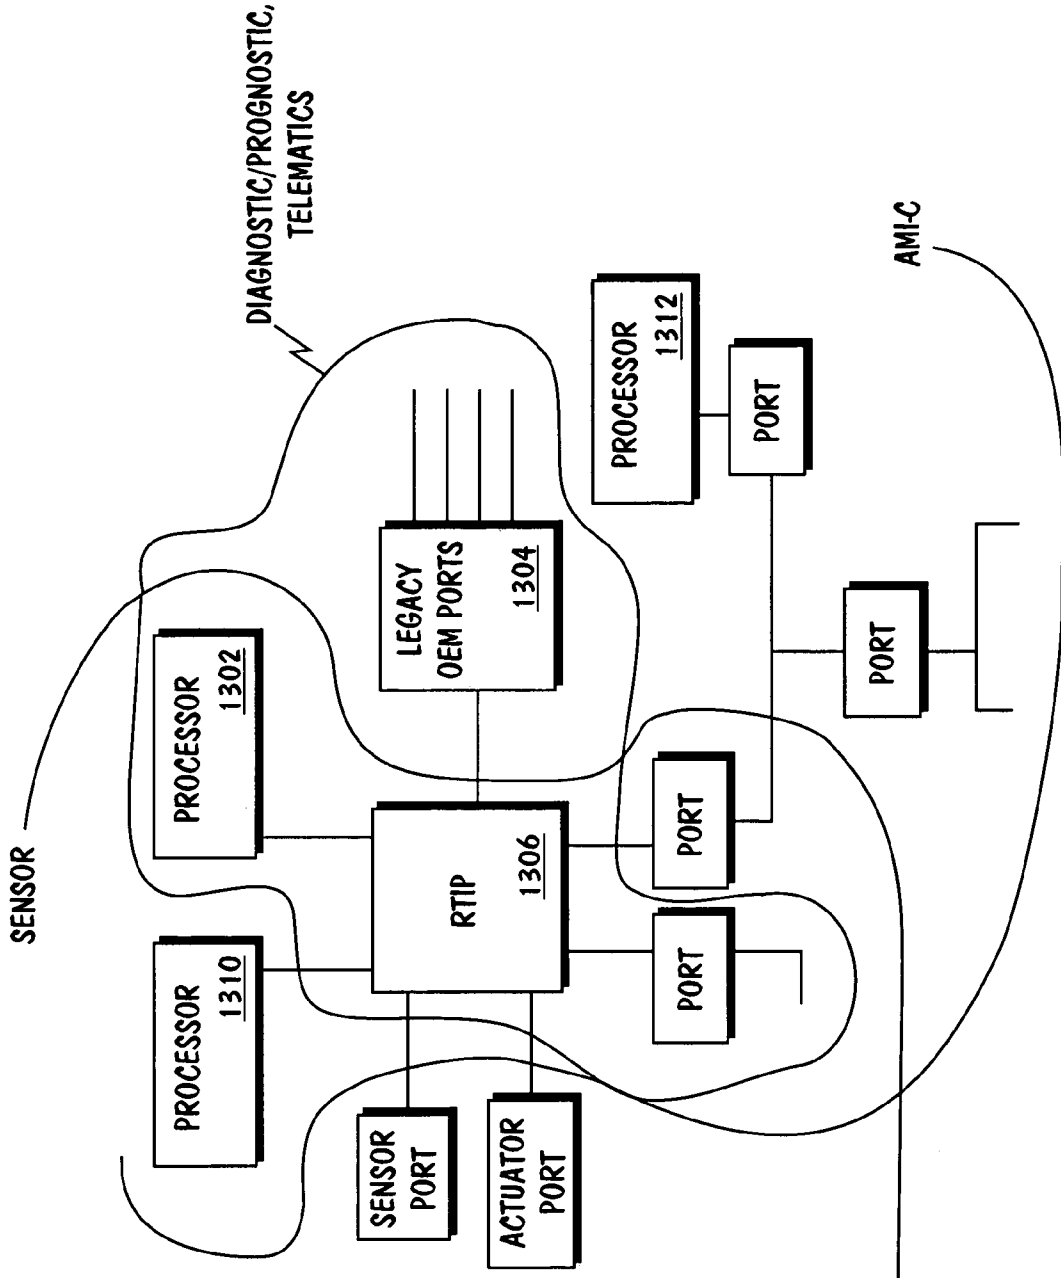 SENSOR
DIAGNOSTIC/PROGNOSTIC,
TELEMATICS
PROCESSOR
1310
PROCESSOR
1302
SENSOR
PORT
RTIP
1306
LEGACY
OEM PORTS
1304
ACTUATOR
PORT
PORT
PORT
PROCESSOR
1312
PORT
PORT
AMI-C